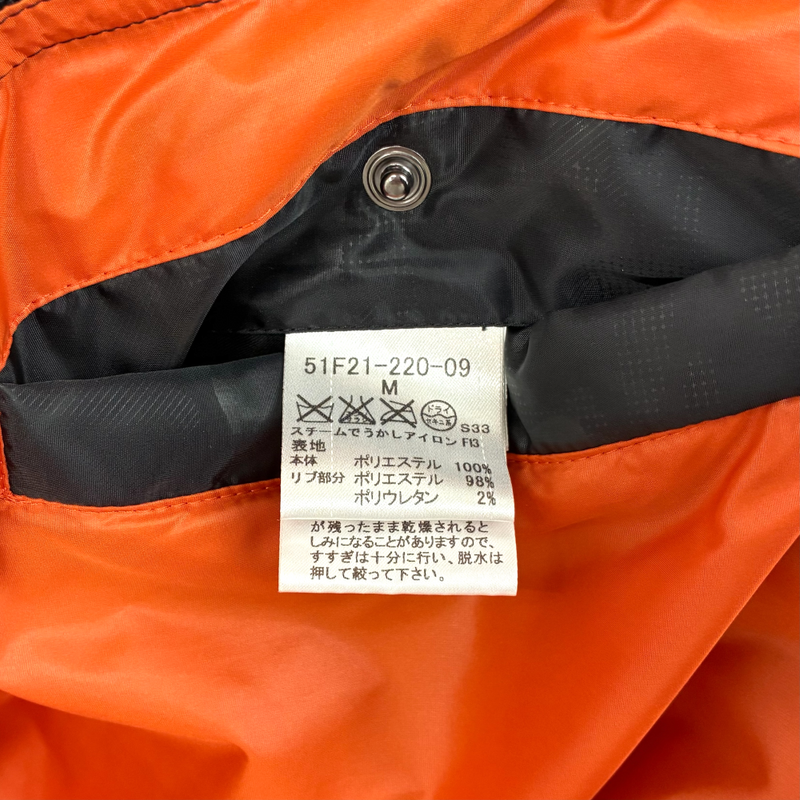 51F21-220-09
M
ドライ
セキユ系
S33
スチームでうかしアイロン FI3
表地
本体 ポリエステル 100%
リブ部分 ポリエステル 98%
ポリウレタン 2%
が残ったまま乾燥されると
しみになることがありますので、
すすぎは十分に行い、脱水は
押して絞って下さい。